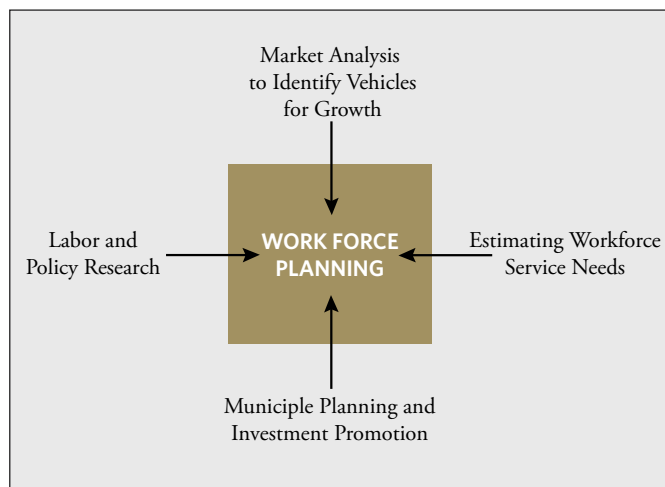 Market Analysis
to Identify Vehicles
for Growth
Labor and
Policy Research
WORK FORCE
PLANNING
Estimating Workforce
Service Needs
Municiple Planning and
Investment Promotion